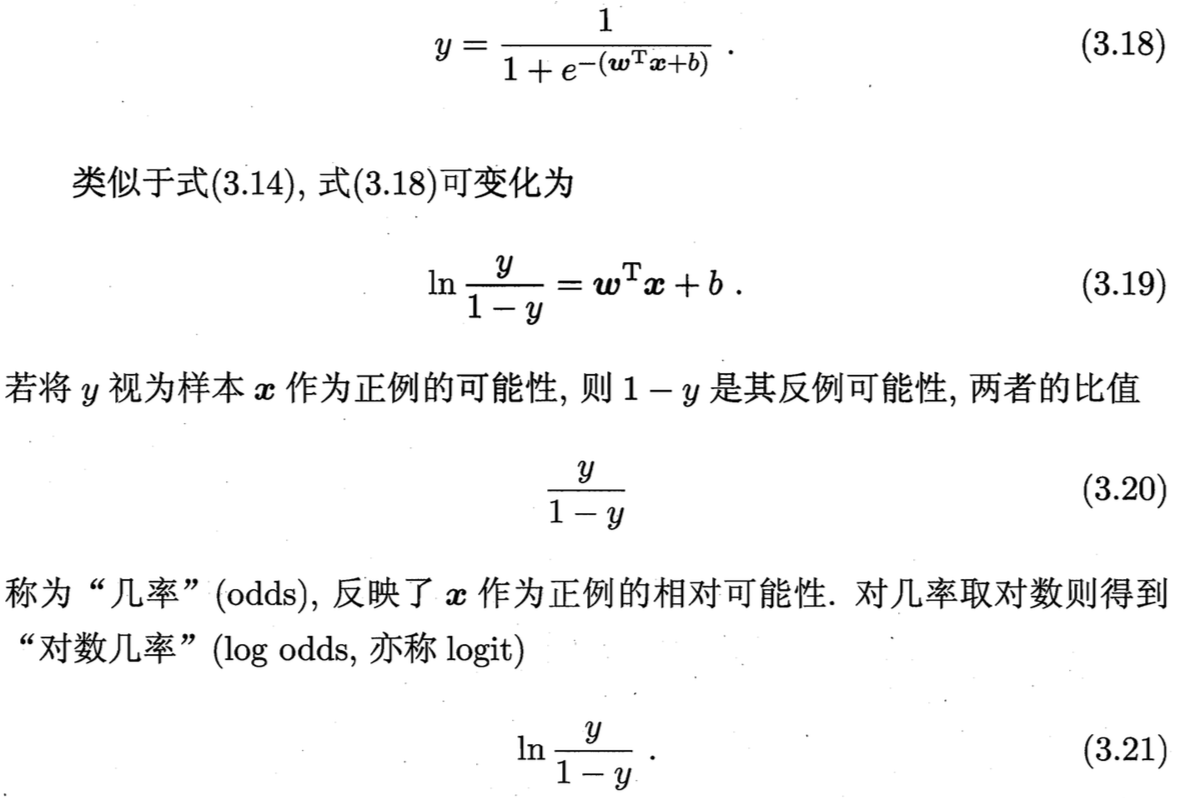 y = \frac{1}{1 + e^{-(\boldsymbol{w}^{\mathrm{T}}\boldsymbol{x}+b)}} . (3.18)
类似于式(3.14), 式(3.18)可变化为
\ln \frac{y}{1-y} = \boldsymbol{w}^{\mathrm{T}}\boldsymbol{x} + b . (3.19)
若将 y 视为样本 x 作为正例的可能性, 则 1 − y 是其反例可能性, 两者的比值
\frac{y}{1-y} (3.20)
称为“几率”(odds), 反映了 x 作为正例的相对可能性. 对几率取对数则得到
“对数几率”(log odds, 亦称 logit)
\ln \frac{y}{1-y} . (3.21)